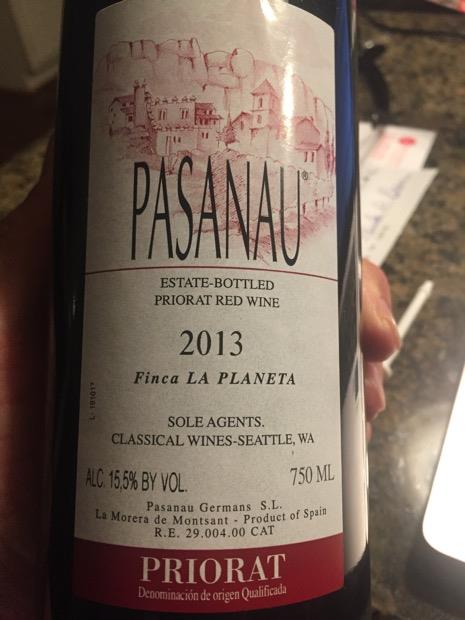 PASANAU®
ESTATE-BOTTLED
PRIORAT RED WINE
2013
Finca LA PLANETA
SOLE AGENTS.
CLASSICAL WINES-SEATTLE, WA
ALC. 15,5% BY VOL. 750 ML
Pasanau Germans S.L.
La Morera de Montsant - Product of Spain
R.E. 29.004.00 CAT
PRIORAT
Denominación de origen Qualificada